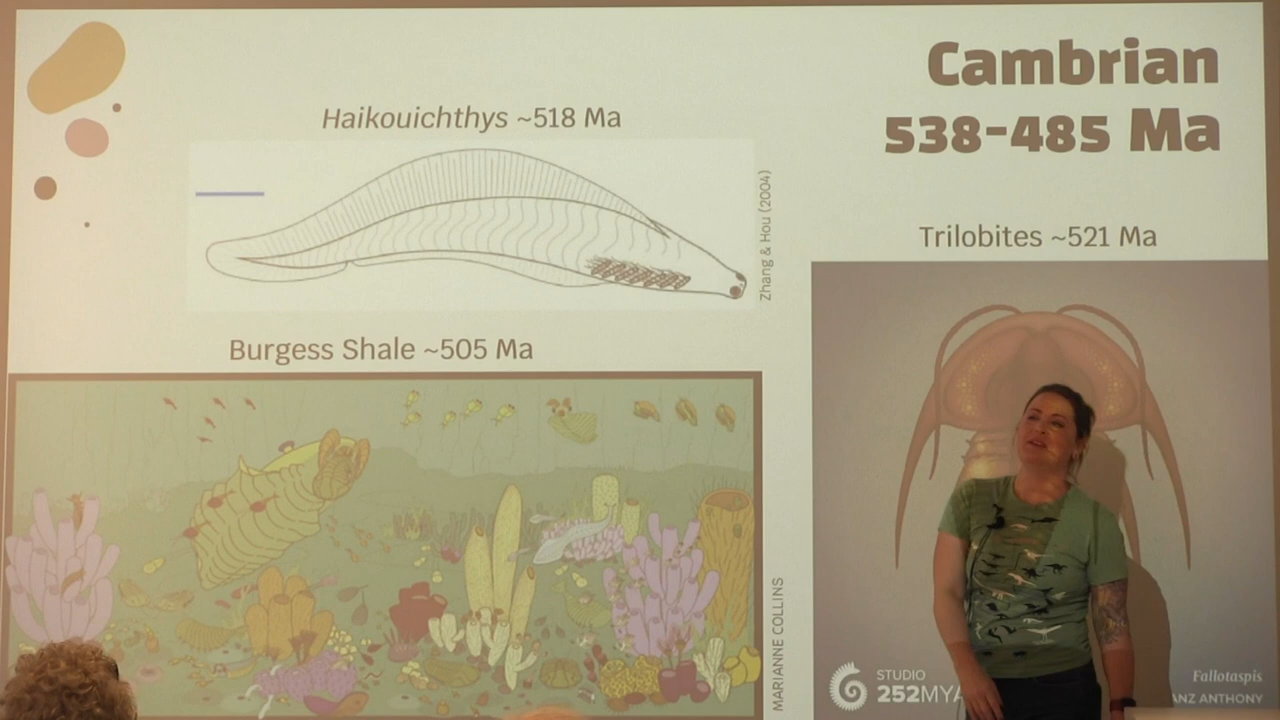 Cambrian
538-485 Ma
Haikouichthys ~518 Ma
Zhang & Hou (2004)
Trilobites ~521 Ma
Burgess Shale ~505 Ma
MARIANNE COLLINS
STUDIO
252MYA
Fallotaspis
ANZ ANTHONY